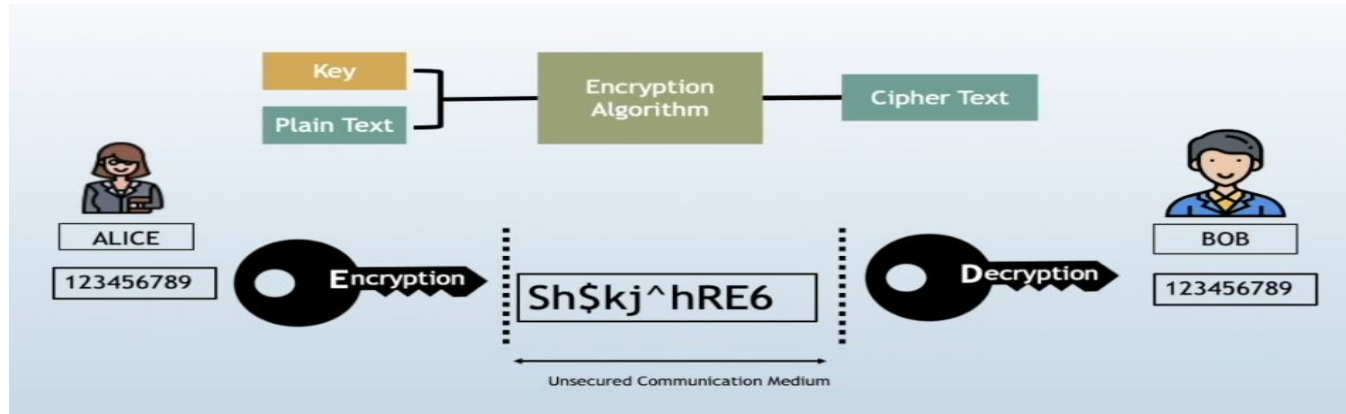 Key
Plain Text
Encryption
Algorithm
Cipher Text
ALICE
123456789
Encryption
Sh$kj^hRE6
Decryption
BOB
123456789
Unsecured Communication Medium